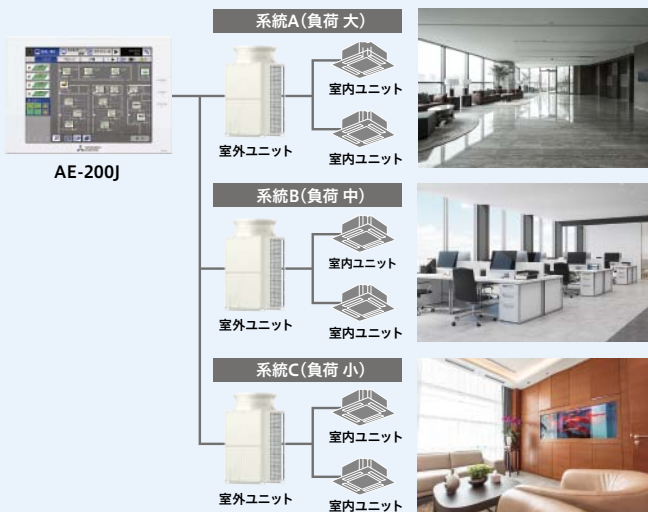 系統A(負荷 大)
室内ユニット
室外ユニット
室内ユニット
AE-200J
系統B(負荷 中)
室内ユニット
室外ユニット
室内ユニット
系統C(負荷 小)
室内ユニット
室外ユニット
室内ユニット